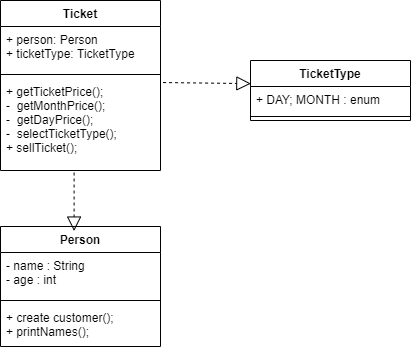 Ticket
+ person: Person
+ ticketType: TicketType
+ getTicketPrice();
- getMonthPrice();
- getDayPrice();
- selectTicketType();
+ sellTicket();
TicketType
+ DAY; MONTH : enum
Person
- name : String
- age : int
+ create customer();
+ printNames();